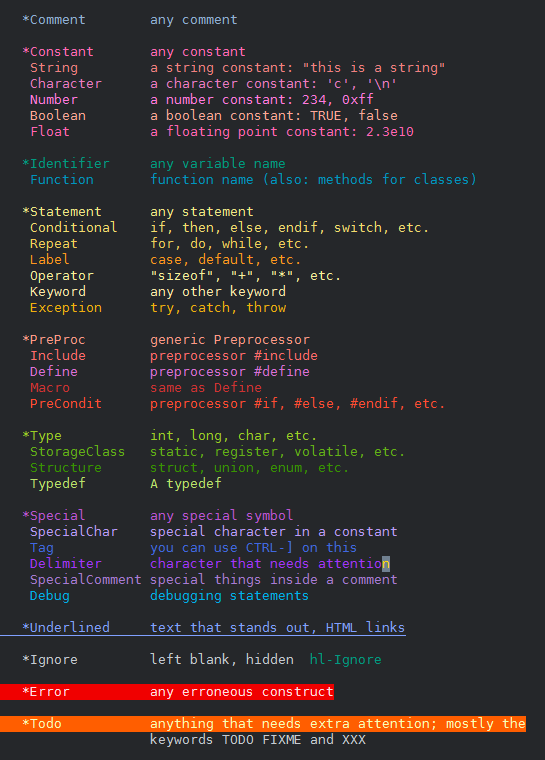 *Comment any comment
*Constant any constant
String a string constant: "this is a string"
Character a character constant: 'c', '\n'
Number a number constant: 234, 0xff
Boolean a boolean constant: TRUE, false
Float a floating point constant: 2.3e10
*Identifier any variable name
Function function name (also: methods for classes)
*Statement any statement
Conditional if, then, else, endif, switch, etc.
Repeat for, do, while, etc.
Label case, default, etc.
Operator "sizeof", "+", "*", etc.
Keyword any other keyword
Exception try, catch, throw
*PreProc generic Preprocessor
Include preprocessor #include
Define preprocessor #define
Macro same as Define
PreCondit preprocessor #if, #else, #endif, etc.
*Type int, long, char, etc.
StorageClass static, register, volatile, etc.
Structure struct, union, enum, etc.
Typedef A typedef
*Special any special symbol
SpecialChar special character in a constant
Tag you can use CTRL-] on this
Delimiter character that needs attention
SpecialComment special things inside a comment
Debug debugging statements
*Underlined text that stands out, HTML links
*Ignore left blank, hidden hl-Ignore
*Error any erroneous construct
*Todo anything that needs extra attention; mostly the
keywords TODO FIXME and XXX